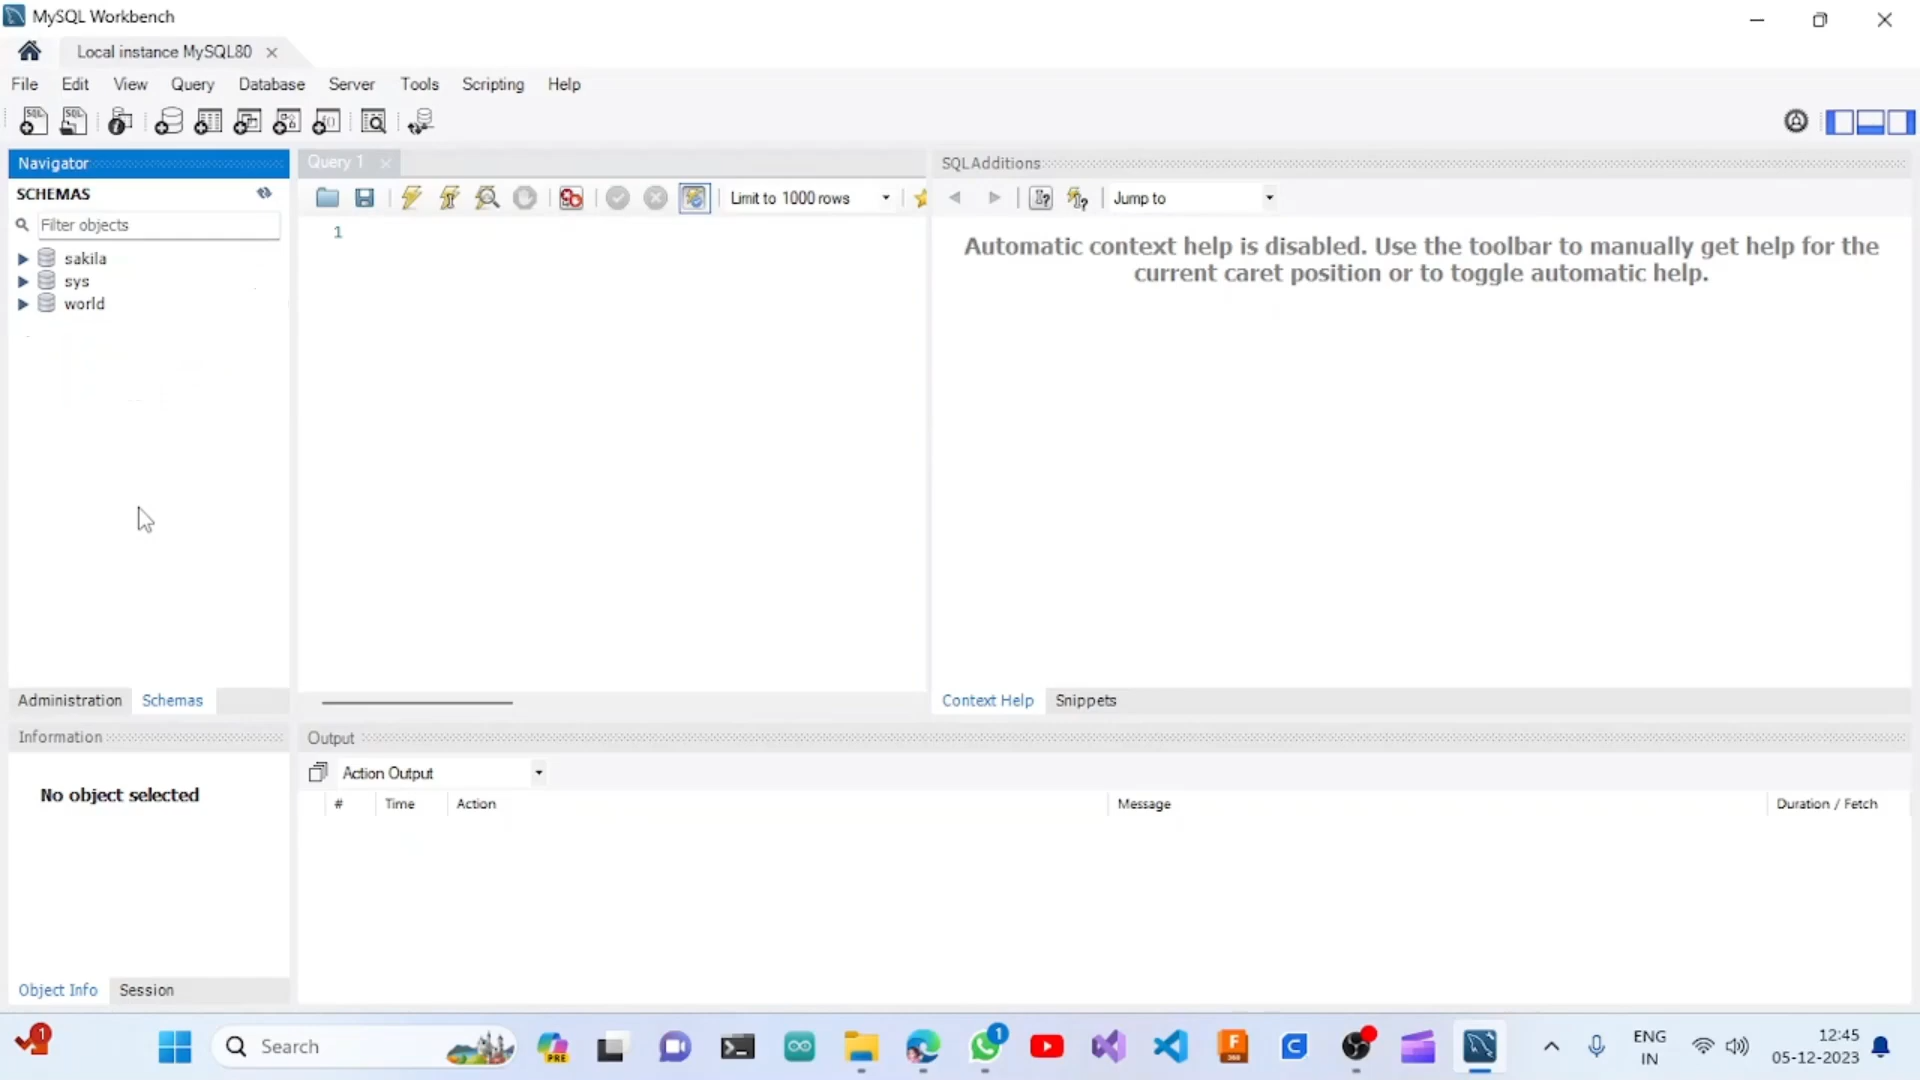 MySQL Workbench
Local instance MySQL80
File Edit View Query Database Server Tools Scripting Help
Navigator
SCHEMAS
Filter objects
sakila
sys
world
Administration Schemas
Information
No object selected
Object Info Session
Query 1
Limit to 1000 rows
1
SQLAdditions
Jump to
Automatic context help is disabled. Use the toolbar to manually get help for the
current caret position or to toggle automatic help.
Context Help Snippets
Output
Action Output
# Time Action Message Duration / Fetch
1
Search
PRE
1
ENG
IN
12:45
05-12-2023